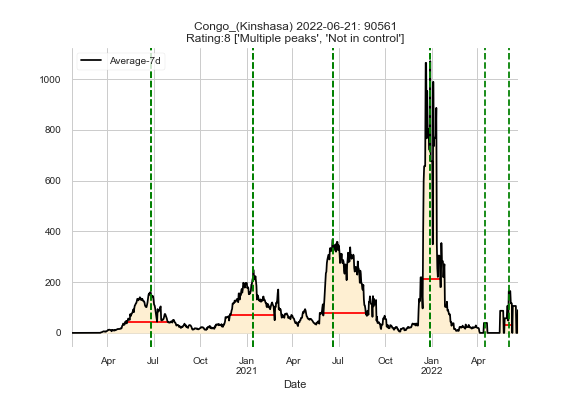 Congo_(Kinshasa) 2022-06-21: 90561
Rating:8 ['Multiple peaks', 'Not in control']
Average-7d
1000
800
600
400
200
0
Apr Jul Oct Jan Apr Jul Oct Jan Apr
2021 2022
Date